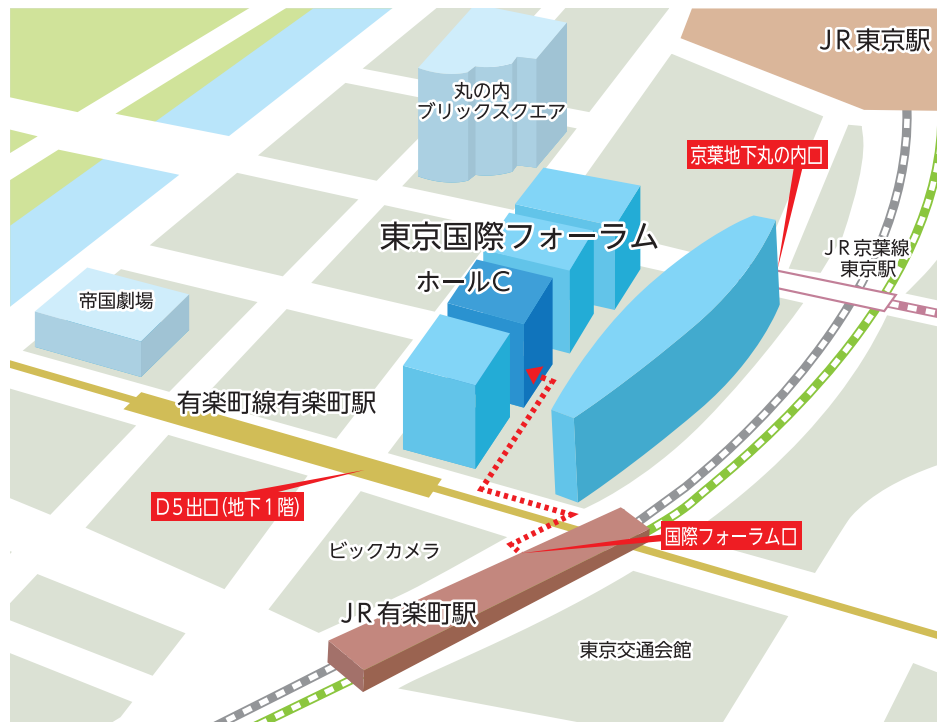 JR東京駅
丸の内
ブリックスクエア
京葉地下丸の内口
東京国際フォーラム
ホールC
JR京葉線
東京駅
帝国劇場
有楽町線有楽町駅
D5出口(地下1階)
国際フォーラム口
ビックカメラ
JR有楽町駅
東京交通会館